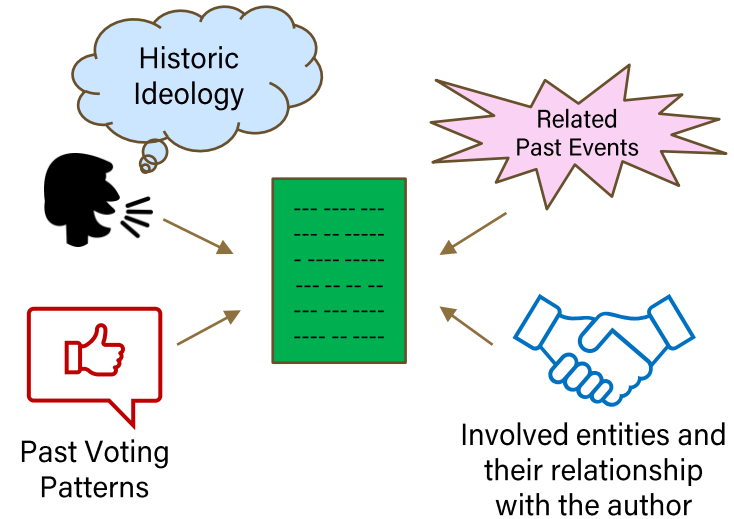 Historic
Ideology
Related
Past Events
Past Voting
Patterns
Involved entities and
their relationship
with the author